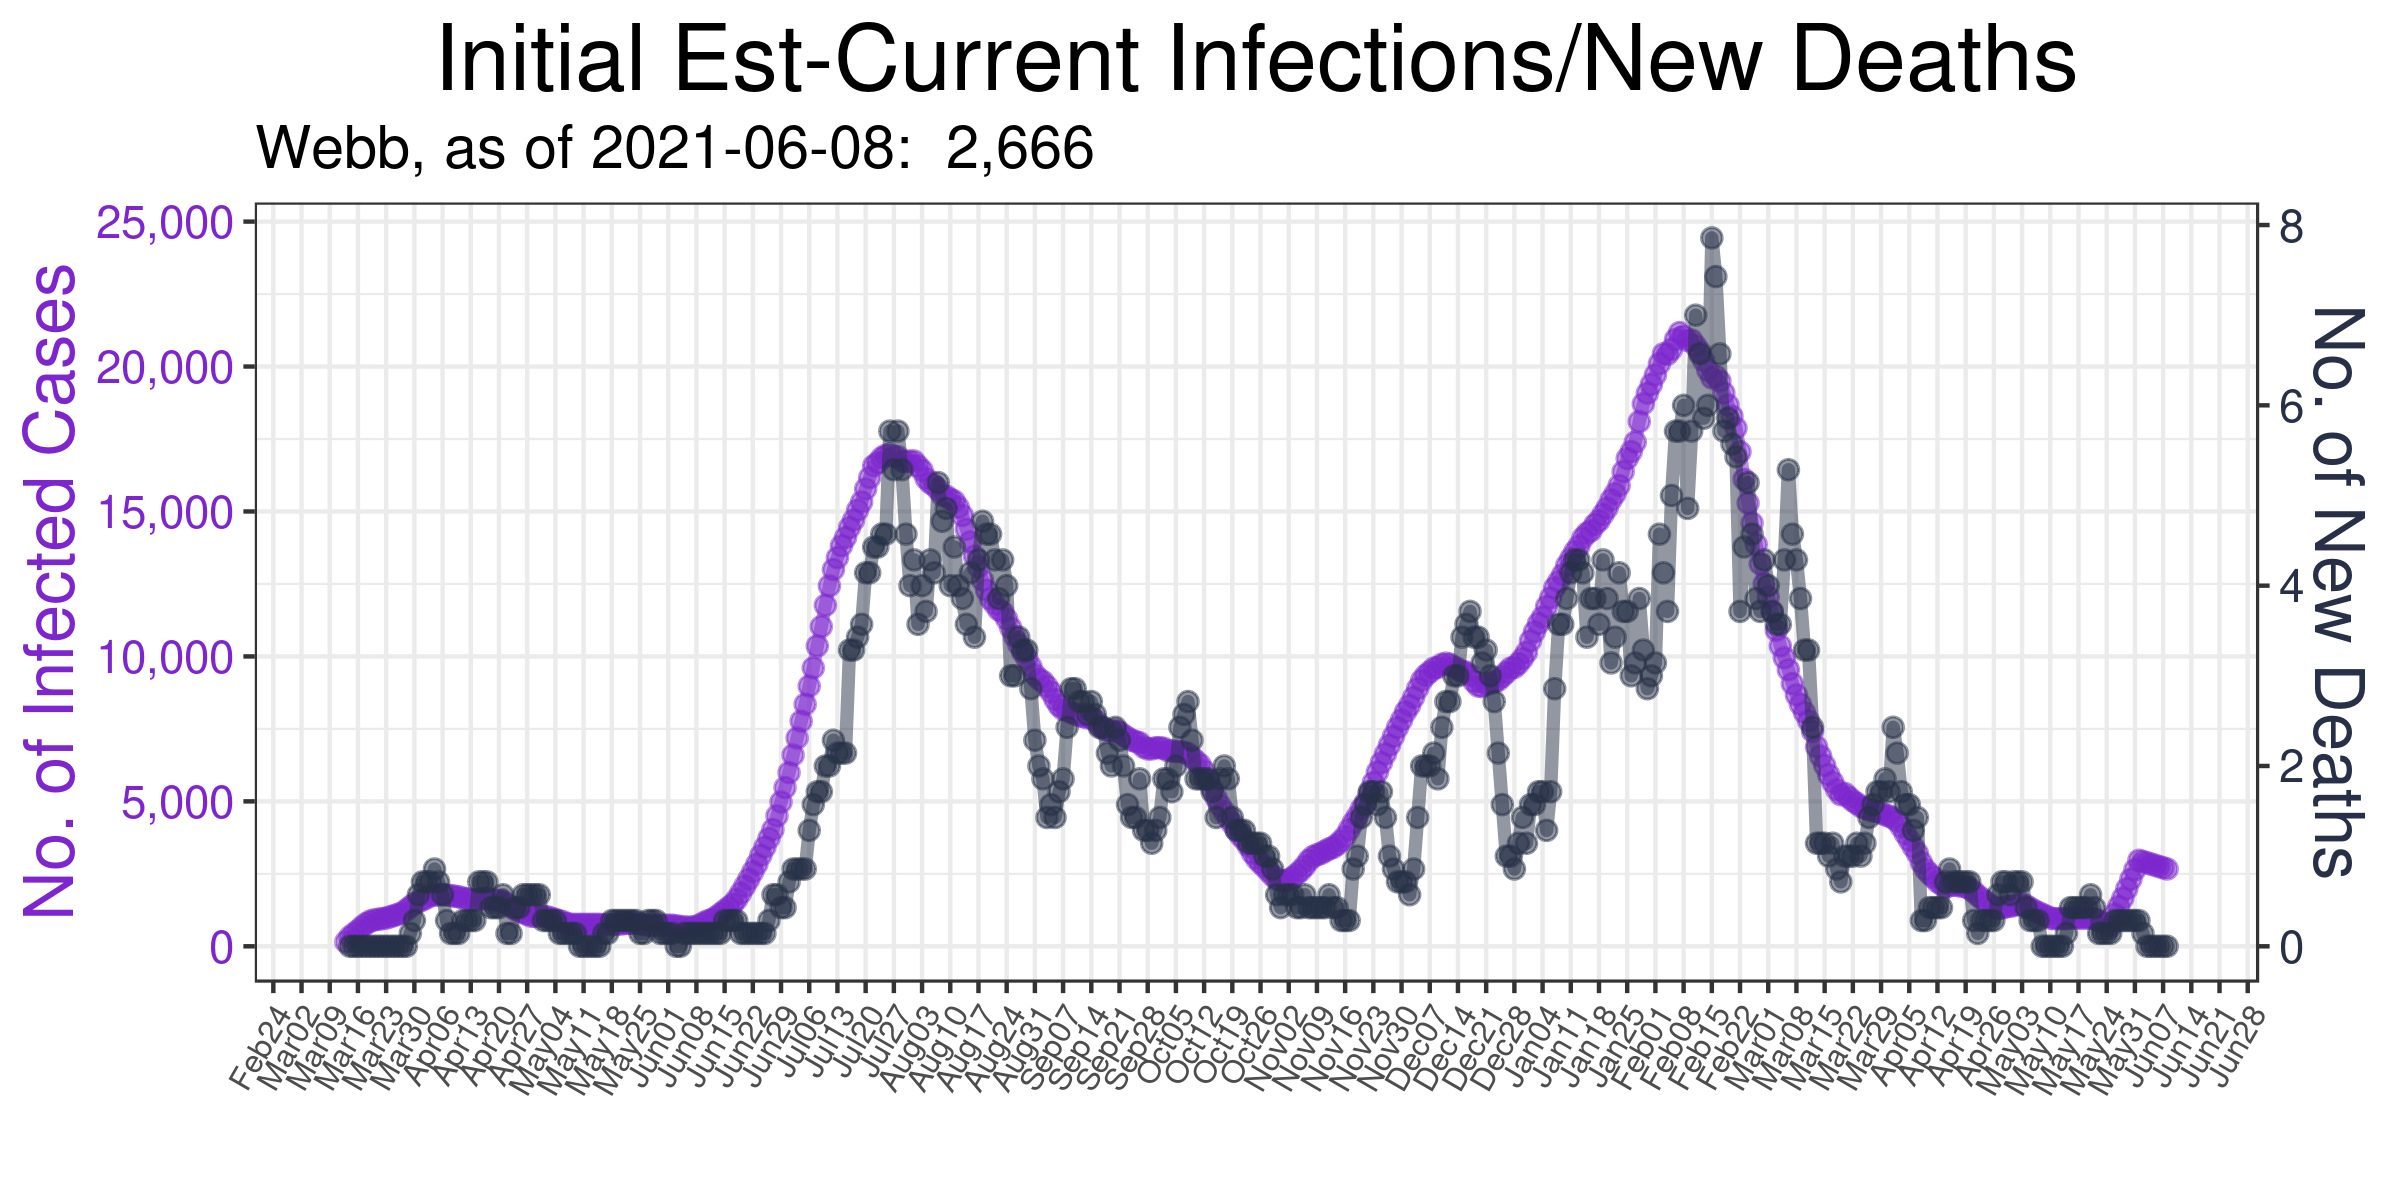 Initial Est-Current Infections/New Deaths
Webb, as of 2021-06-08:  2,666
No. of Infected Cases
25,000
20,000
15,000
10,000
5,000
0
8
6
4
2
0
No. of New Deaths
Feb24
Mar02
Mar09
Mar16
Mar23
Mar30
Apr06
Apr13
Apr20
Apr27
May04
May11
May18
May25
Jun01
Jun08
Jun15
Jun22
Jun29
Jul06
Jul13
Jul20
Jul27
Aug03
Aug10
Aug17
Aug24
Aug31
Sep07
Sep14
Sep21
Sep28
Oct05
Oct12
Oct19
Oct26
Nov02
Nov09
Nov16
Nov23
Nov30
Dec07
Dec14
Dec21
Dec28
Jan04
Jan11
Jan18
Jan25
Feb01
Feb08
Feb15
Feb22
Mar01
Mar08
Mar15
Mar22
Mar29
Apr05
Apr12
Apr19
Apr26
May03
May10
May17
May24
May31
Jun07
Jun14
Jun21
Jun28